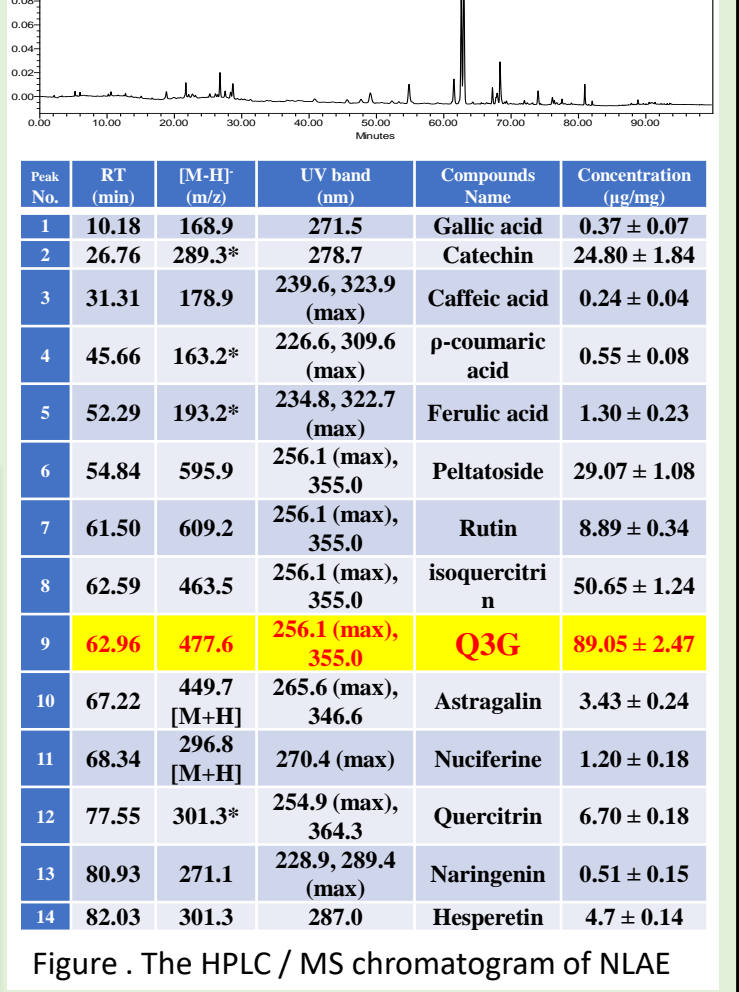 0.08
0.06
0.04
0.02
0.00
0.00 10.00 20.00 30.00 40.00 50.00 60.00 70.00 80.00 90.00
Minutes
Peak No. RT (min) [M-H]- (m/z) UV band (nm) Compounds Name Concentration (μg/mg)
1 10.18 168.9 271.5 Gallic acid 0.37 ± 0.07
2 26.76 289.3* 278.7 Catechin 24.80 ± 1.84
3 31.31 178.9 239.6, 323.9 (max) Caffeic acid 0.24 ± 0.04
4 45.66 163.2* 226.6, 309.6 (max) ρ-coumaric acid 0.55 ± 0.08
5 52.29 193.2* 234.8, 322.7 (max) Ferulic acid 1.30 ± 0.23
6 54.84 595.9 256.1 (max), 355.0 Peltatoside 29.07 ± 1.08
7 61.50 609.2 256.1 (max), 355.0 Rutin 8.89 ± 0.34
8 62.59 463.5 256.1 (max), 355.0 isoquercitrin 50.65 ± 1.24
9 62.96 477.6 256.1 (max), 355.0 Q3G 89.05 ± 2.47
10 67.22 449.7 [M+H] 265.6 (max), 346.6 Astragalin 3.43 ± 0.24
11 68.34 296.8 [M+H] 270.4 (max) Nuciferine 1.20 ± 0.18
12 77.55 301.3* 254.9 (max), 364.3 Quercitrin 6.70 ± 0.18
13 80.93 271.1 228.9, 289.4 (max) Naringenin 0.51 ± 0.15
14 82.03 301.3 287.0 Hesperetin 4.7 ± 0.14
Figure . The HPLC / MS chromatogram of NLAE